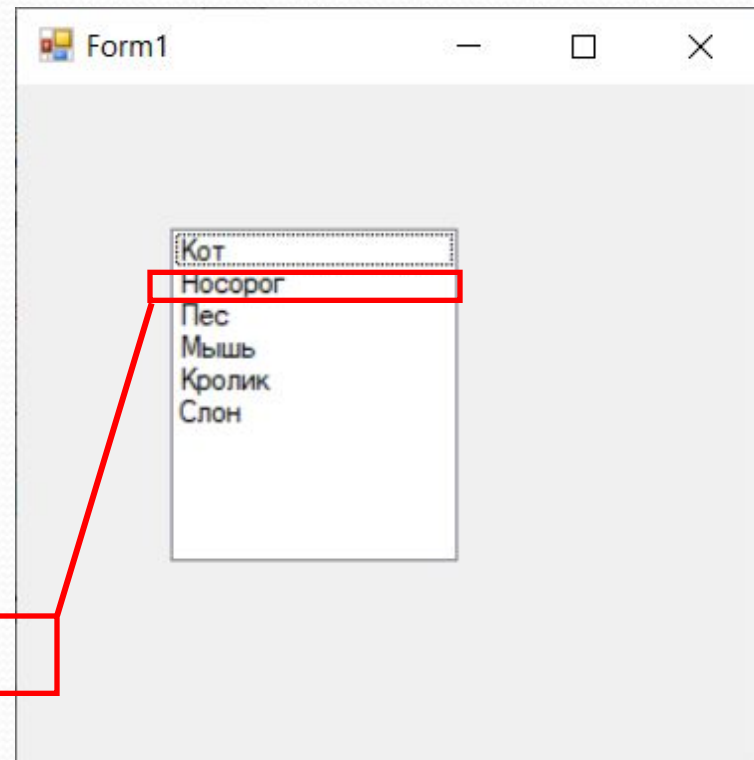 Form1
Кот
Носорог
Пес
Мышь
Кролик
Слон